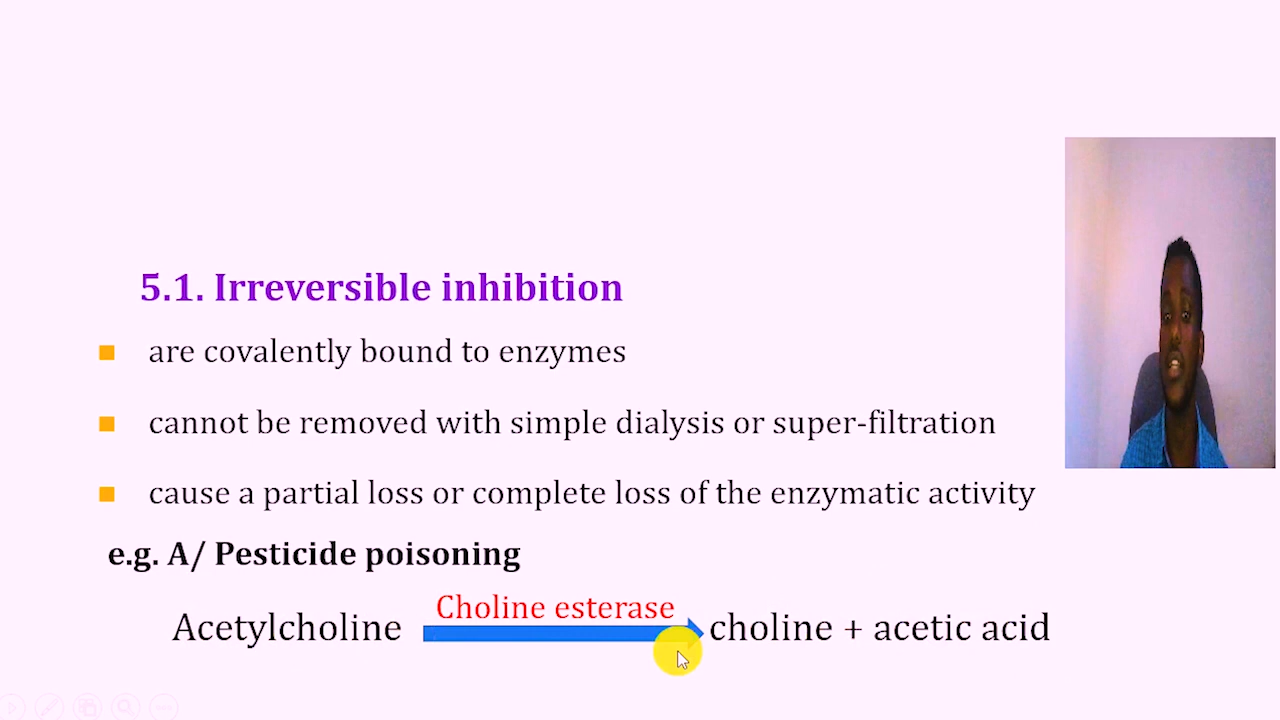 5.1. Irreversible inhibition
are covalently bound to enzymes
cannot be removed with simple dialysis or super-filtration
cause a partial loss or complete loss of the enzymatic activity
e.g. A/ Pesticide poisoning
Choline esterase
Acetylcholine choline + acetic acid